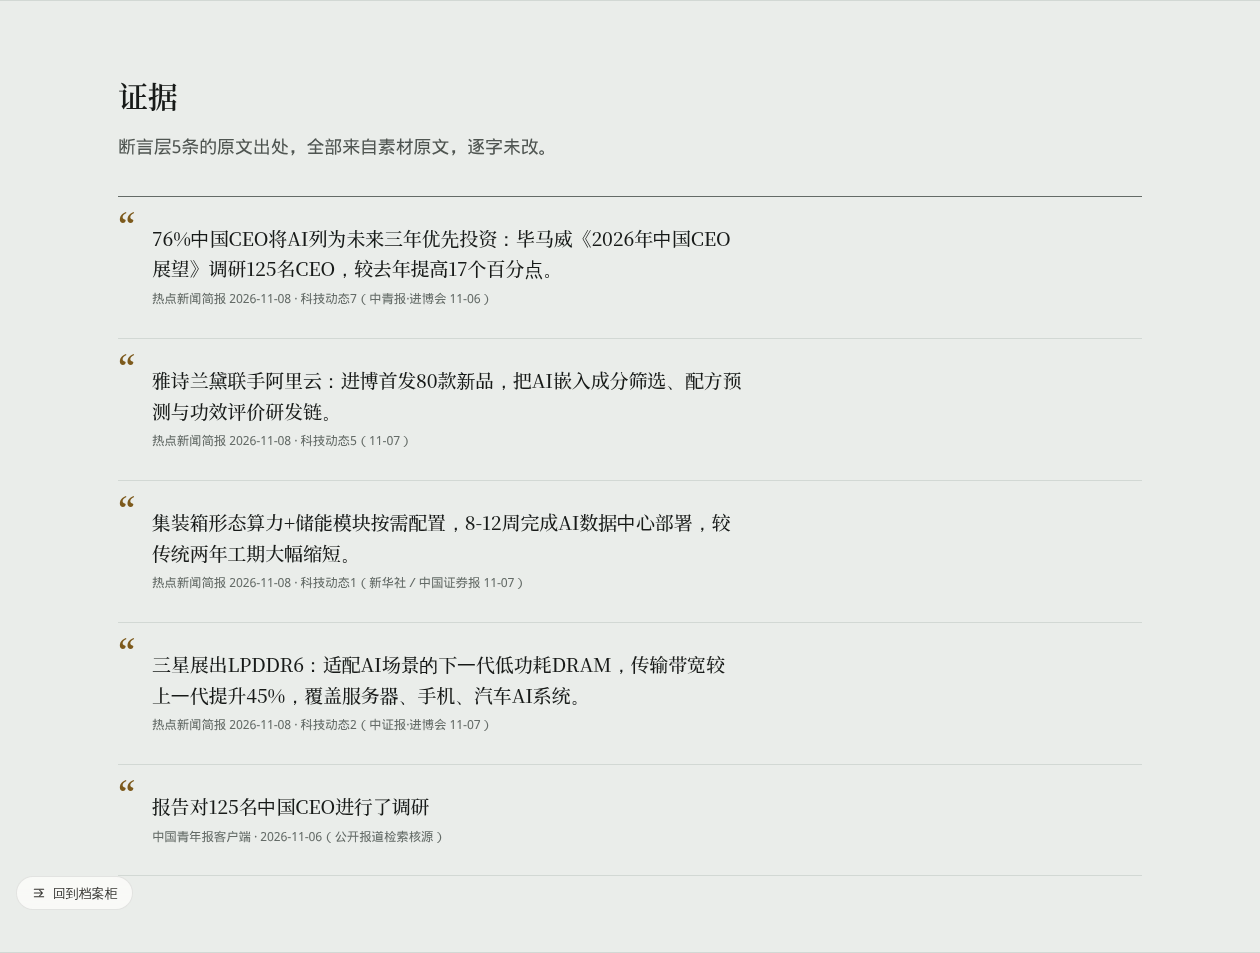 证据
断言层5条的原文出处，全部来自素材原文，逐字未改。
“
76%中国CEO将AI列为未来三年优先投资：毕马威《2026年中国CEO
展望》调研125名CEO，较去年提高17个百分点。
热点新闻简报 2026-11-08 · 科技动态7（中青报·进博会 11-06）
“
雅诗兰黛联手阿里云：进博首发80款新品，把AI嵌入成分筛选、配方预
测与功效评价研发链。
热点新闻简报 2026-11-08 · 科技动态5（11-07）
“
集装箱形态算力+储能模块按需配置，8-12周完成AI数据中心部署，较
传统两年工期大幅缩短。
热点新闻简报 2026-11-08 · 科技动态1（新华社 / 中国证券报 11-07）
“
三星展出LPDDR6：适配AI场景的下一代低功耗DRAM，传输带宽较
上一代提升45%，覆盖服务器、手机、汽车AI系统。
热点新闻简报 2026-11-08 · 科技动态2（中证报·进博会 11-07）
“
报告对125名中国CEO进行了调研
中国青年报客户端 · 2026-11-06（公开报道检索核源）
回到档案柜